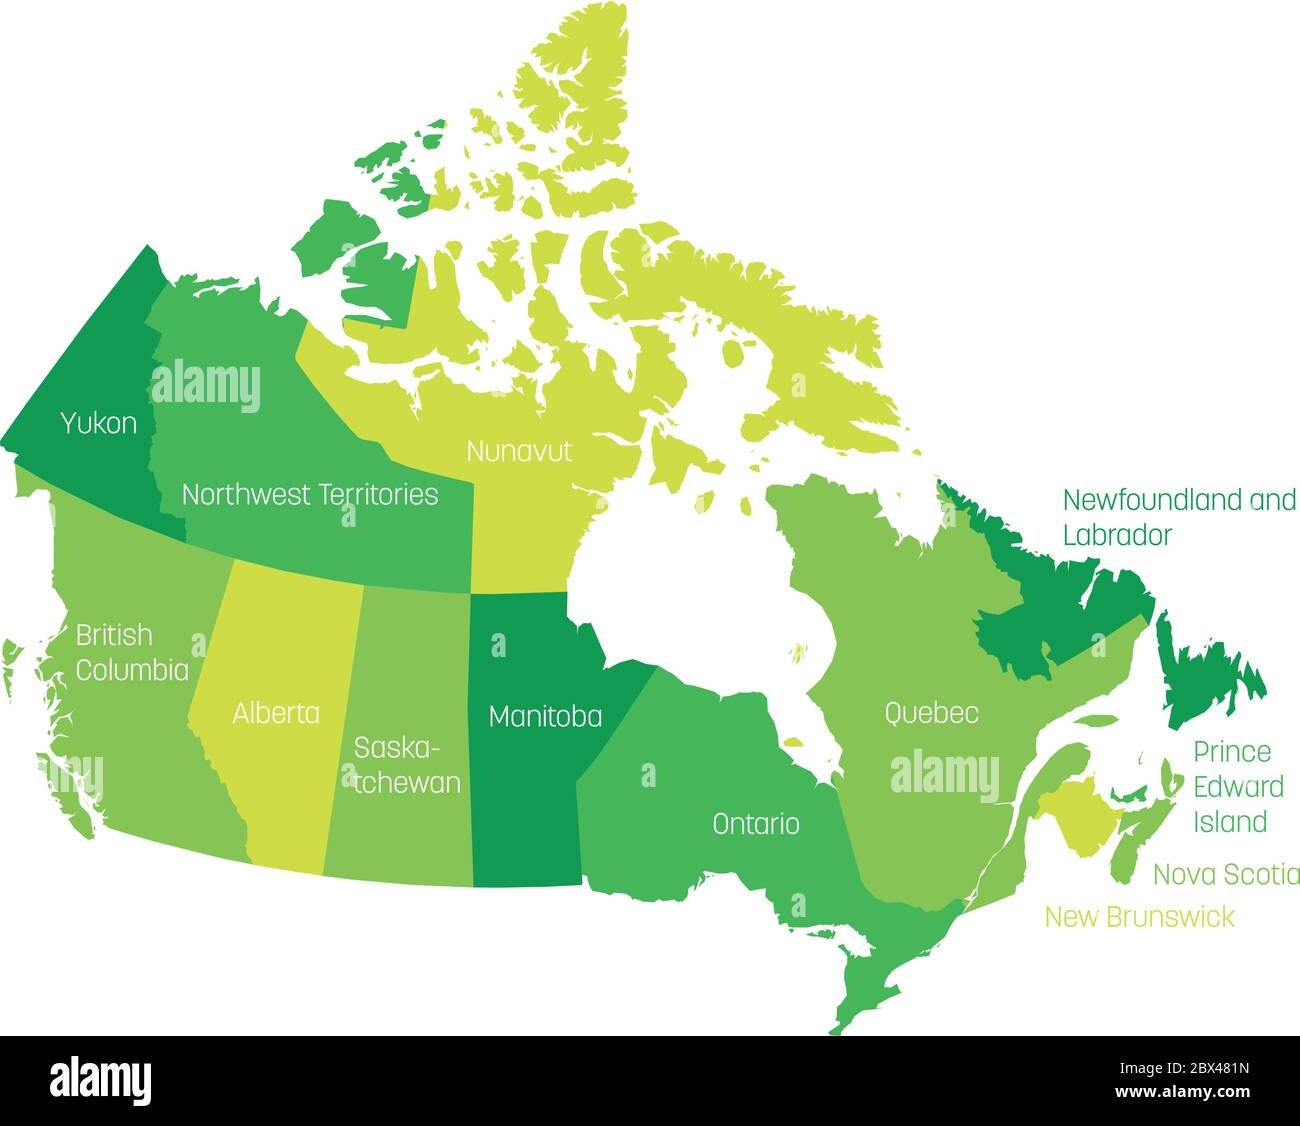 Yukon
Northwest Territories
Nunavut
Newfoundland and
Labrador
British
Columbia
Alberta
Saska-
tchewan
Manitoba
Ontario
Quebec
Prince
Edward
Island
Nova Scotia
New Brunswick
alamy
alamy
alamy
a
a
a
a
a
a
alamy
Image ID: 2BX481N
www.alamy.com